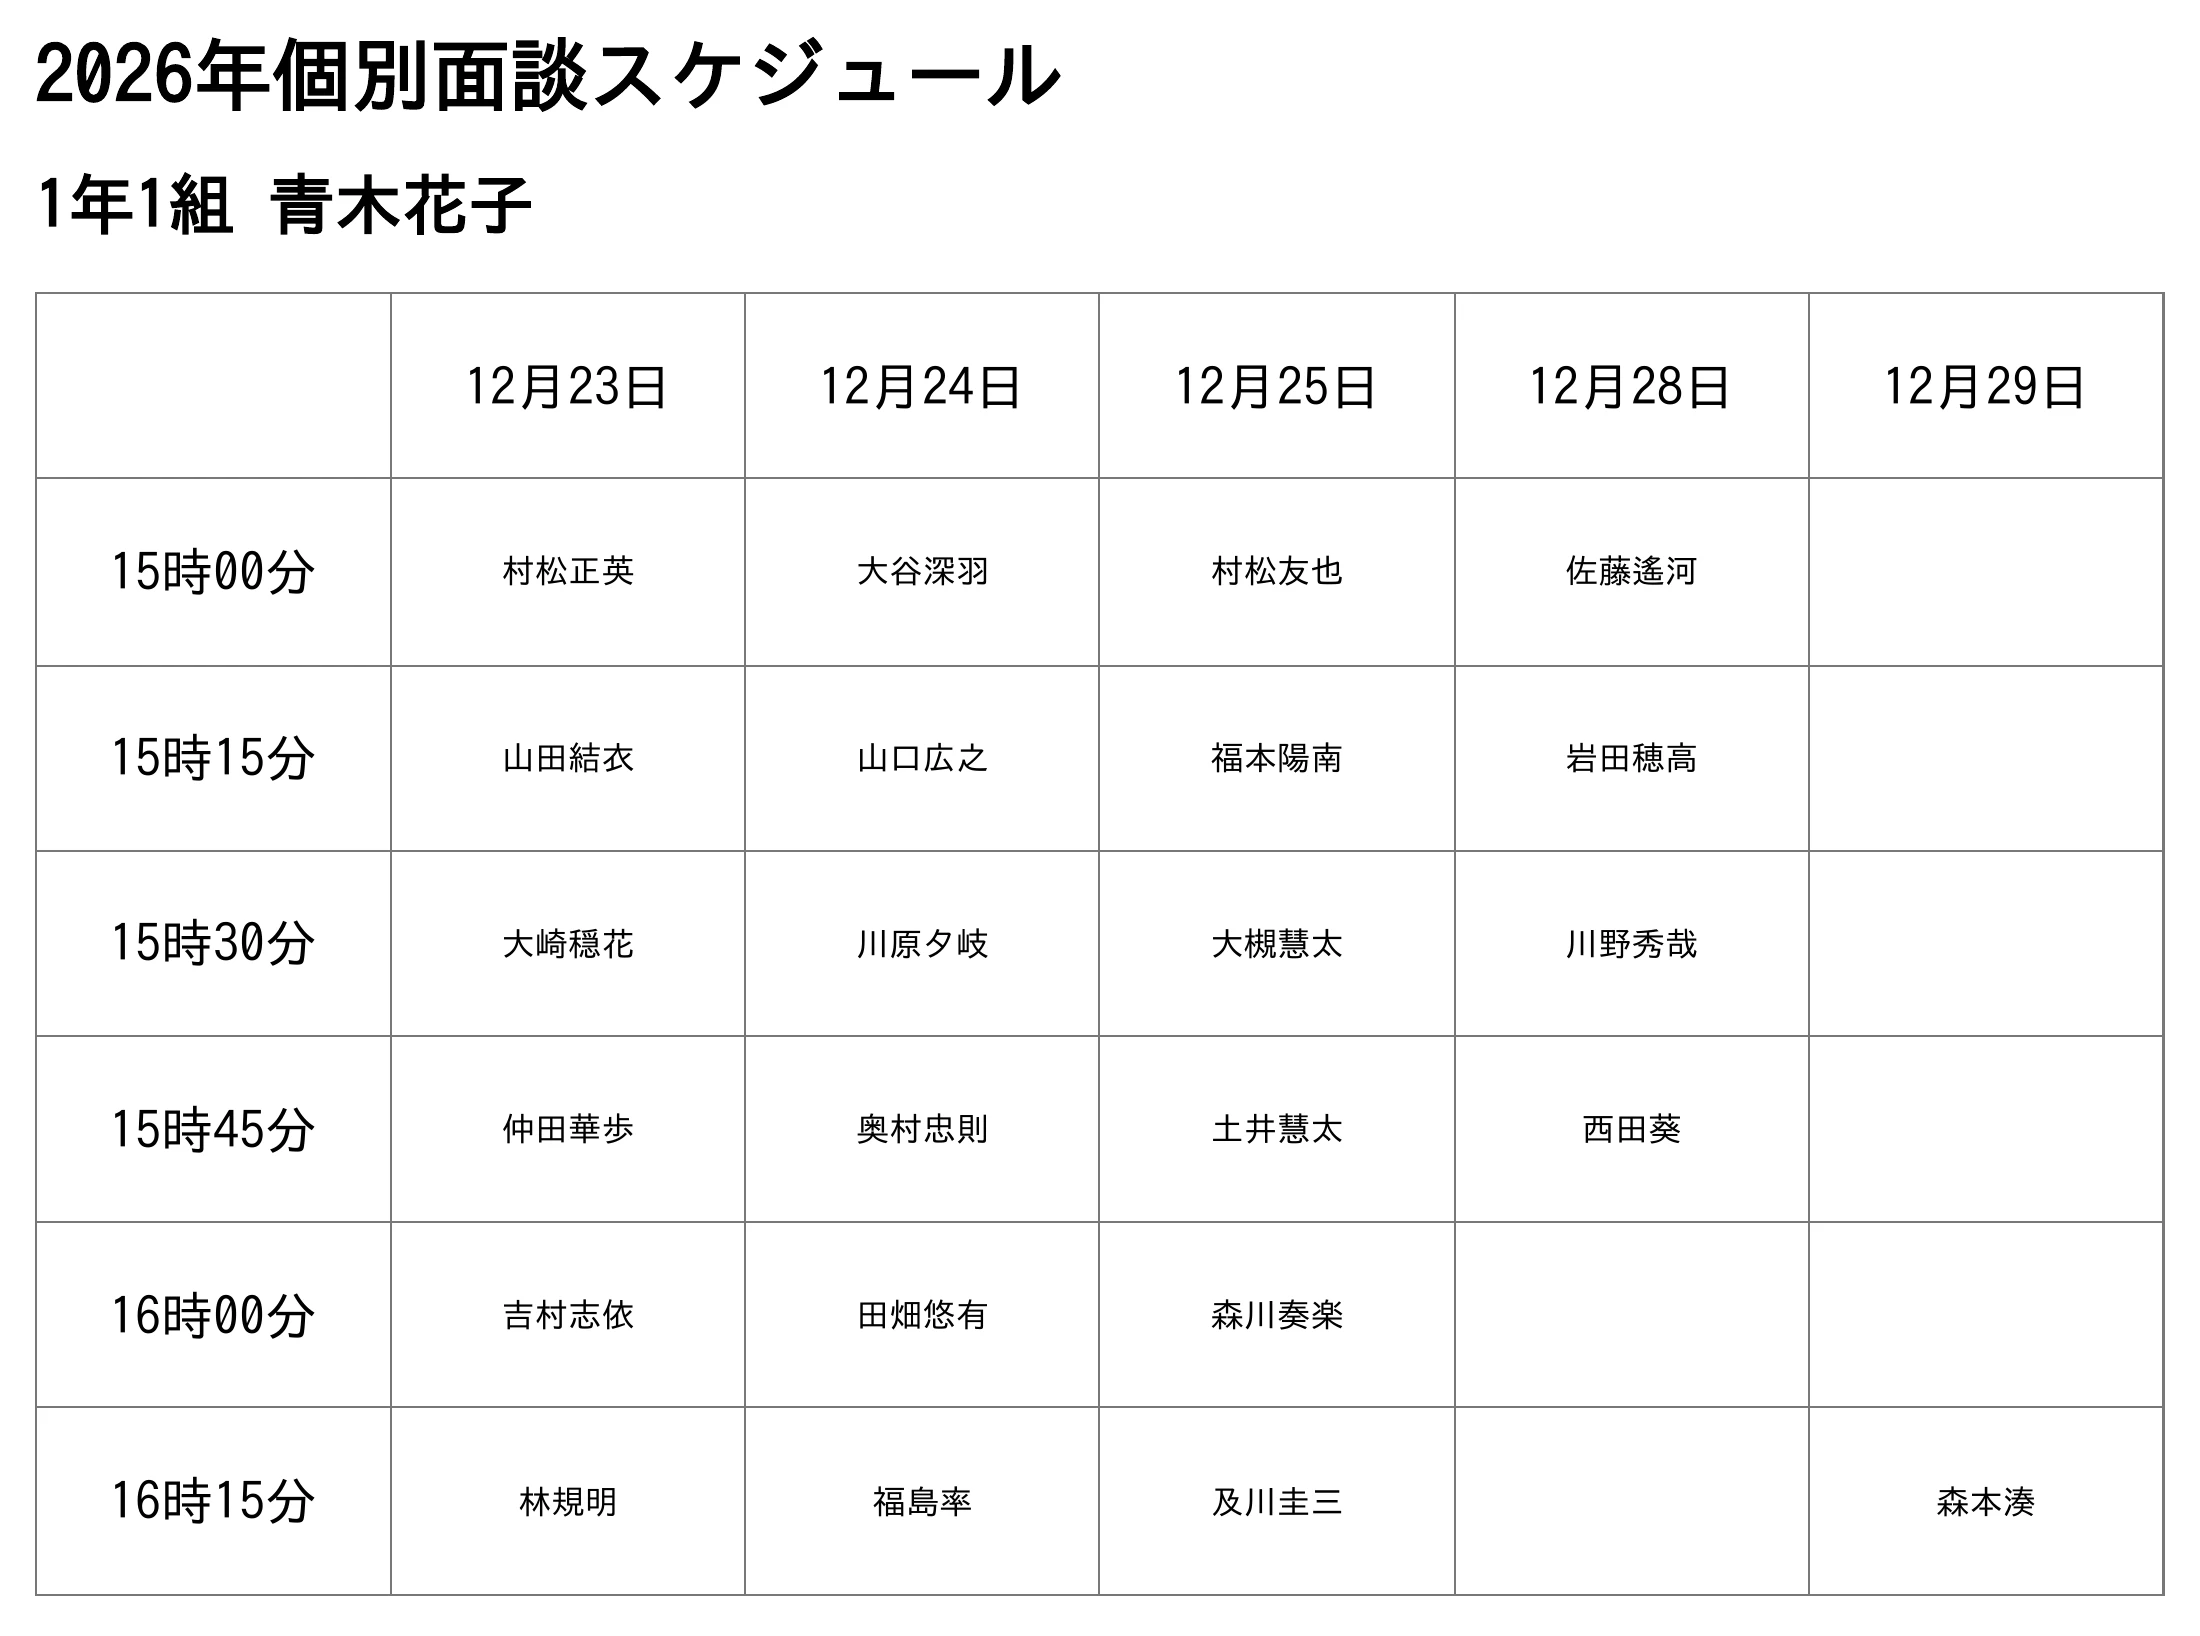 2026年個別面談スケジュール
1年1組 青木花子
12月23日 12月24日 12月25日 12月28日 12月29日
15時00分 村松正英 大谷深羽 村松友也 佐藤遙河
15時15分 山田結衣 山口広之 福本陽南 岩田穂高
15時30分 大崎穏花 川原夕岐 大槻慧太 川野秀哉
15時45分 仲田華歩 奥村忠則 土井慧太 西田葵
16時00分 吉村志依 田畑悠有 森川奏楽
16時15分 林規明 福島率 及川圭三 森本湊